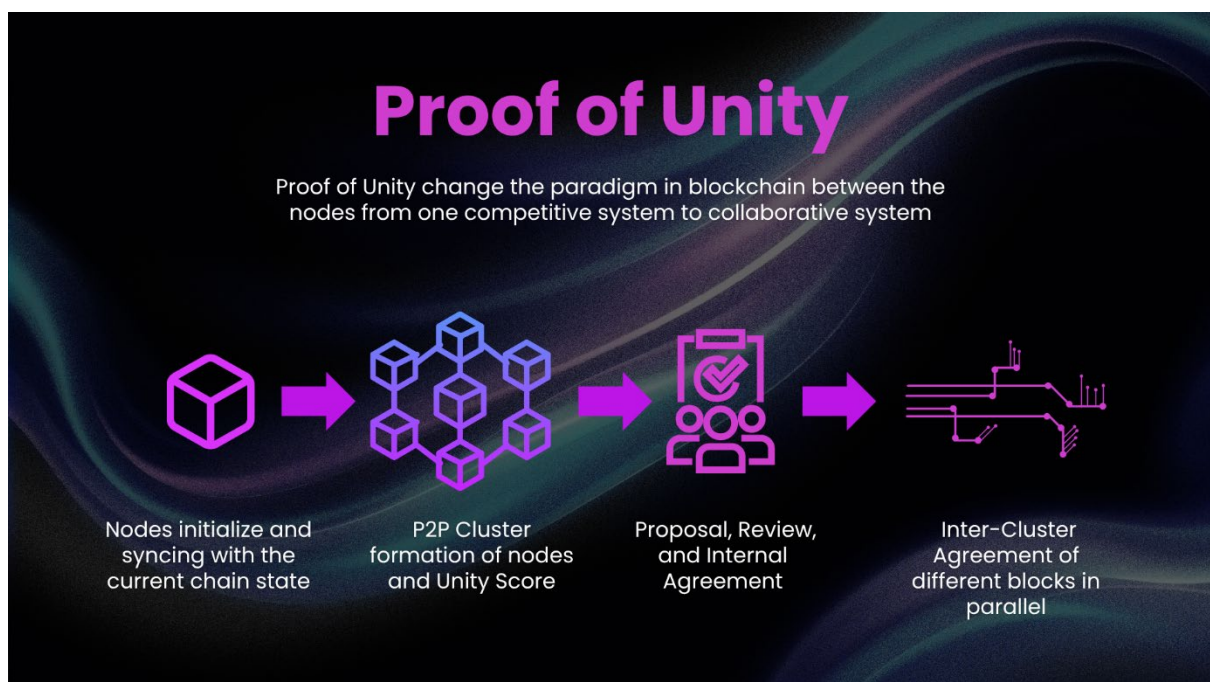 Proof of Unity
Proof of Unity change the paradigm in blockchain between the
nodes from one competitive system to collaborative system
Nodes initialize and
syncing with the
current chain state
P2P Cluster
formation of nodes
and Unity Score
Proposal, Review,
and Internal
Agreement
Inter-Cluster
Agreement of
different blocks in
parallel